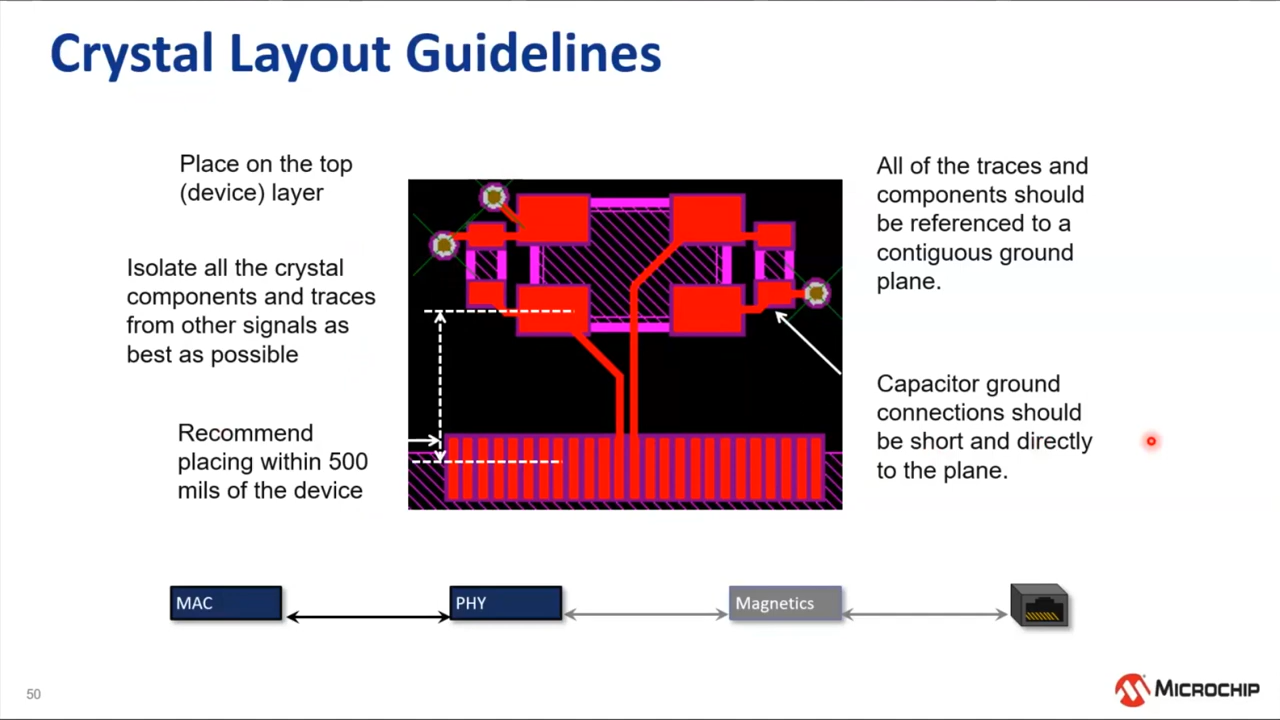 Crystal Layout Guidelines
Place on the top
(device) layer
Isolate all the crystal
components and traces
from other signals as
best as possible
Recommend
placing within 500
mils of the device
All of the traces and
components should
be referenced to a
contiguous ground
plane.
Capacitor ground
connections should
be short and directly
to the plane.
MAC
PHY
Magnetics
50
MICROCHIP